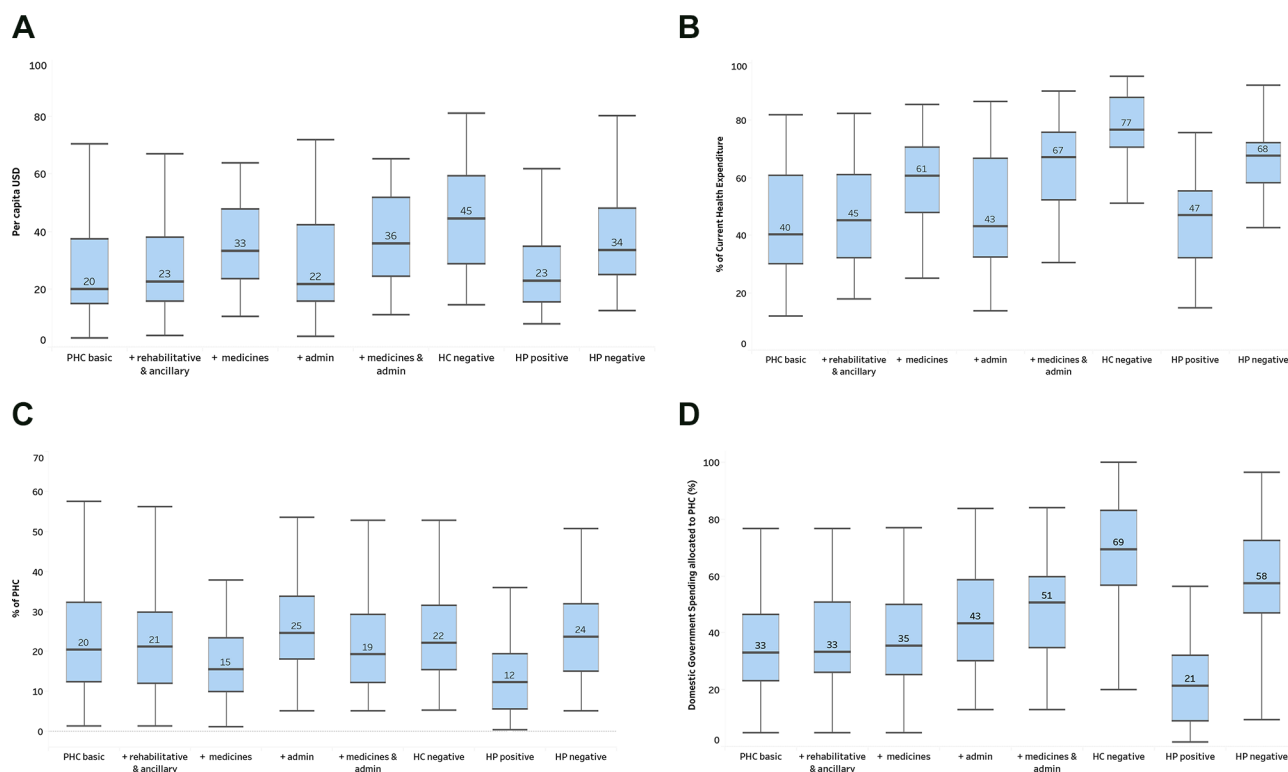 A
Per capita USD
100
80
60
40
20
0
20
23
33
22
36
45
23
34
PHC basic
+ rehabilitative
& ancillary
+ medicines
+ admin
+ medicines &
admin
HC negative
HP positive
HP negative
B
% of Current Health Expenditure
100
80
60
40
20
0
40
45
61
43
67
77
47
68
PHC basic
+ rehabilitative
& ancillary
+ medicines
+ admin
+ medicines &
admin
HC negative
HP positive
HP negative
C
% of PHC
70
60
50
40
30
20
10
0
20
21
15
25
19
22
12
24
PHC basic
+ rehabilitative
& ancillary
+ medicines
+ admin
+ medicines &
admin
HC negative
HP positive
HP negative
D
Domestic Government Spending allocated to PHC (%)
100
80
60
40
20
0
33
33
35
43
51
69
21
58
PHC basic
+ rehabilitative
& ancillary
+ medicines
+ admin
+ medicines &
admin
HC negative
HP positive
HP negative